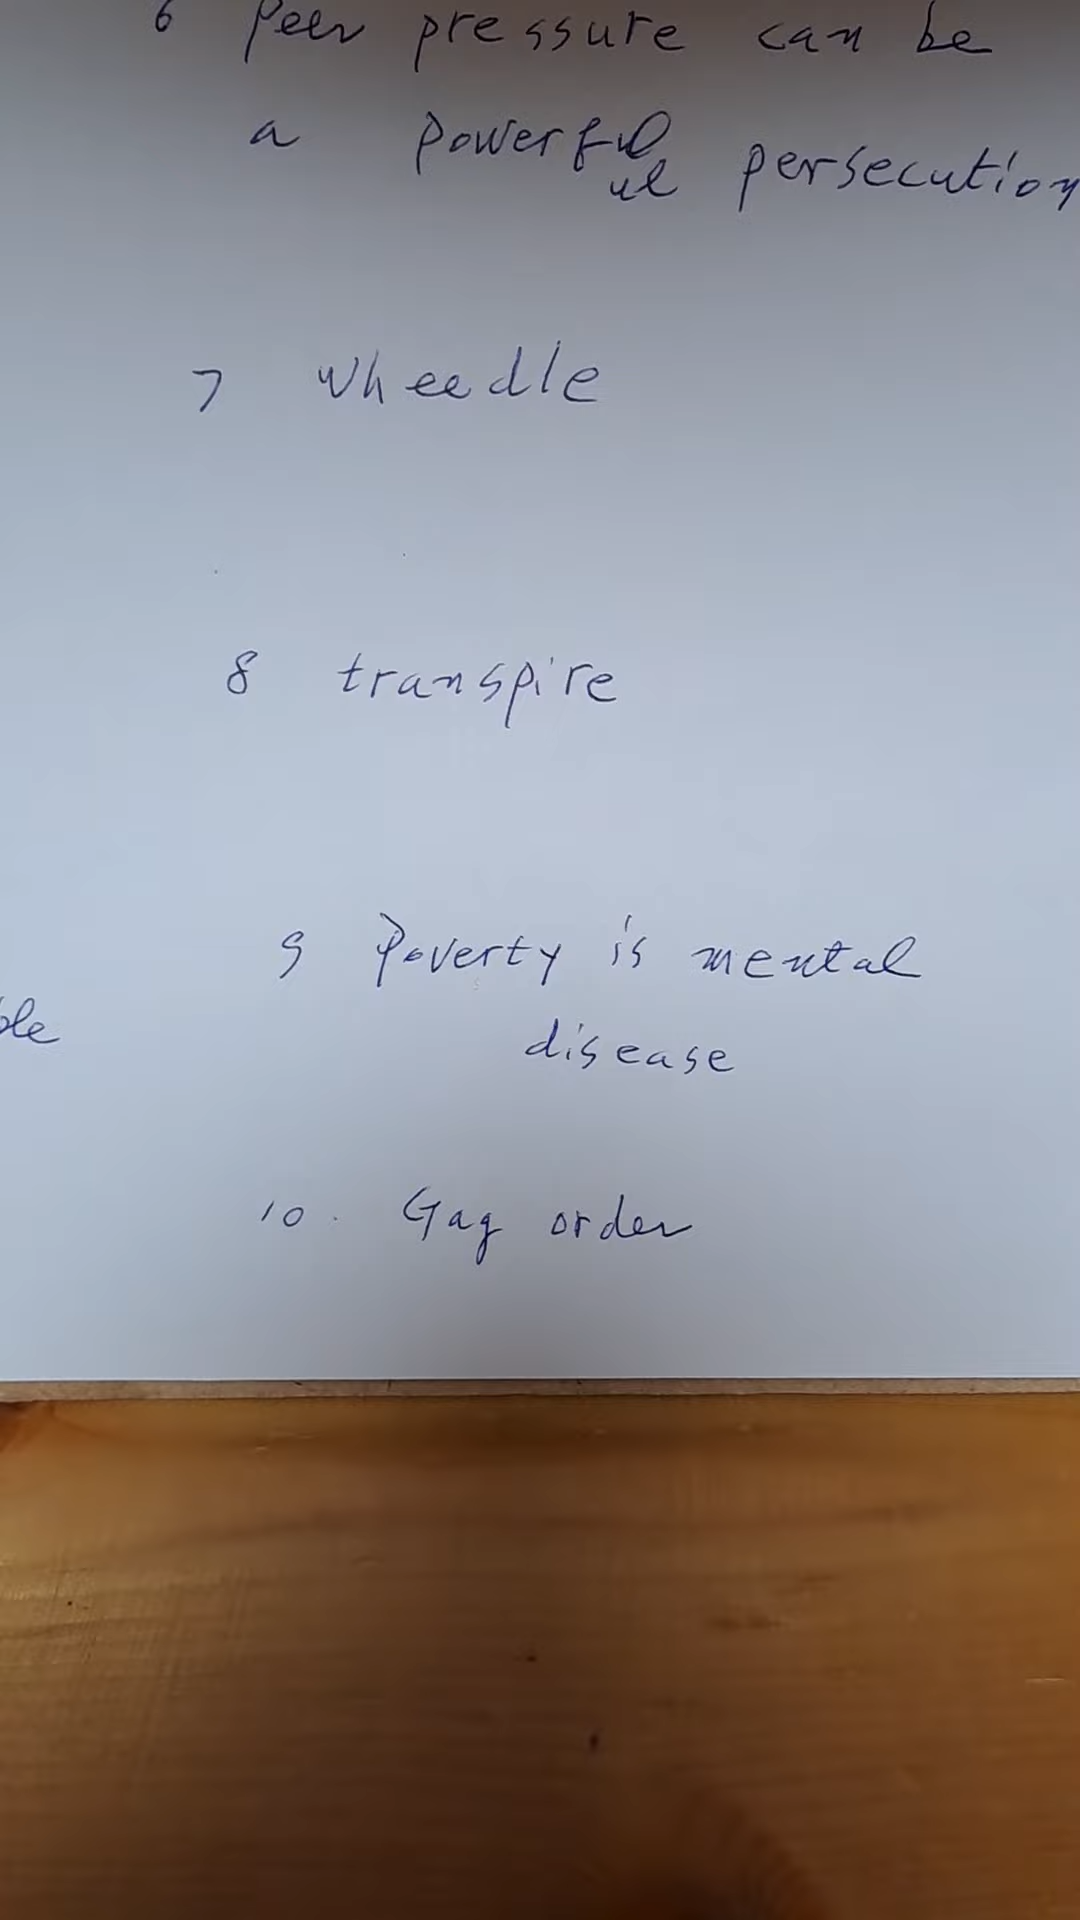 6 Peer pressure can be
a powerful persecution
ul
7 wheedle
8 transpire
9 Poverty is mental
disease
10. Gag order